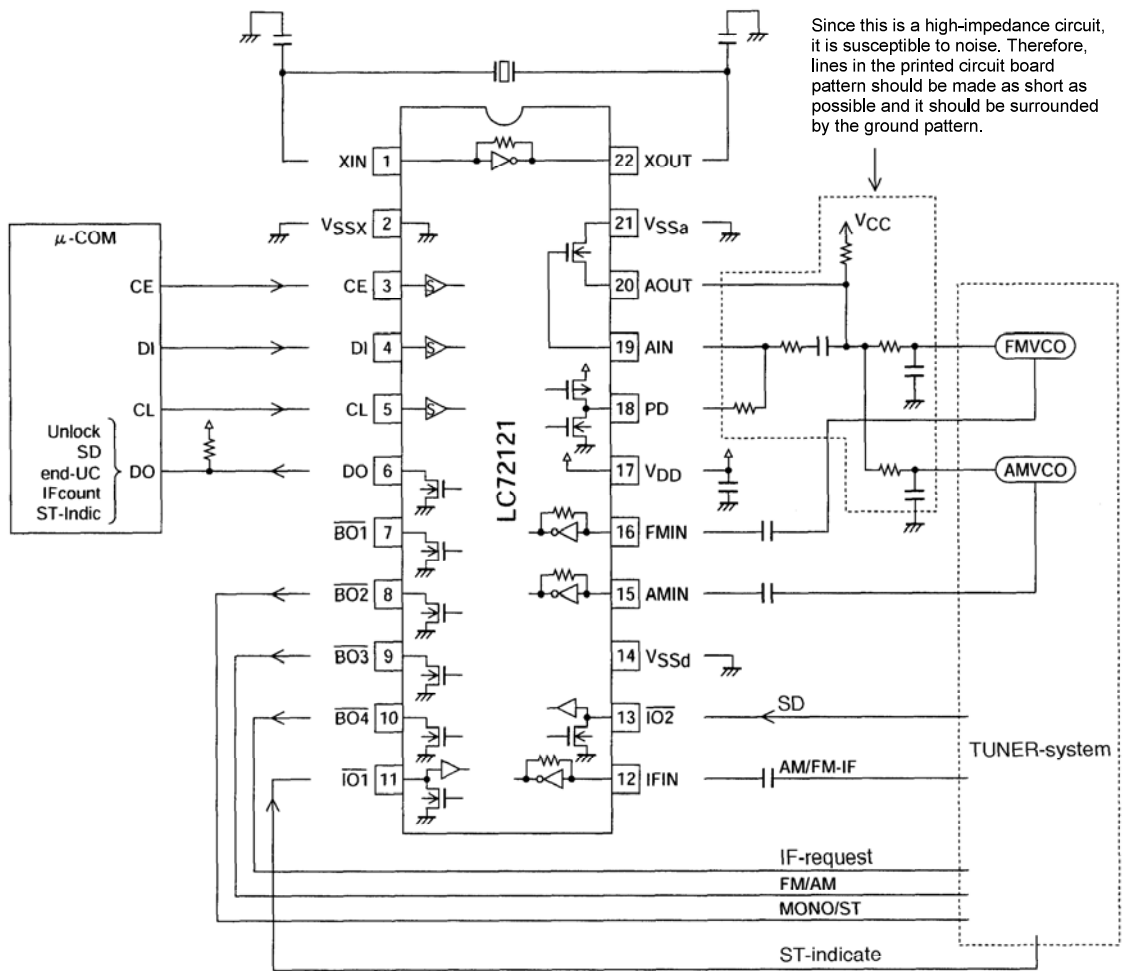 Since this is a high-impedance circuit,
it is susceptible to noise. Therefore,
lines in the printed circuit board
pattern should be made as short as
possible and it should be surrounded
by the ground pattern.
XIN 1
22 XOUT
VSSX 2
21 VSSa
VCC
μ-COM
CE
CE 3
S
20 AOUT
DI
DI 4
S
19 AIN
FMVCO
CL
CL 5
S
18 PD
Unlock
SD
end-UC
IFcount
ST-Indic
DO
DO 6
17 VDD
AMVCO
LC72121
BO1 7
16 FMIN
BO2 8
15 AMIN
BO3 9
14 VSSd
BO4 10
13 IO2
SD
TUNER-system
IO1 11
12 IFIN
AM/FM-IF
IF-request
FM/AM
MONO/ST
ST-indicate